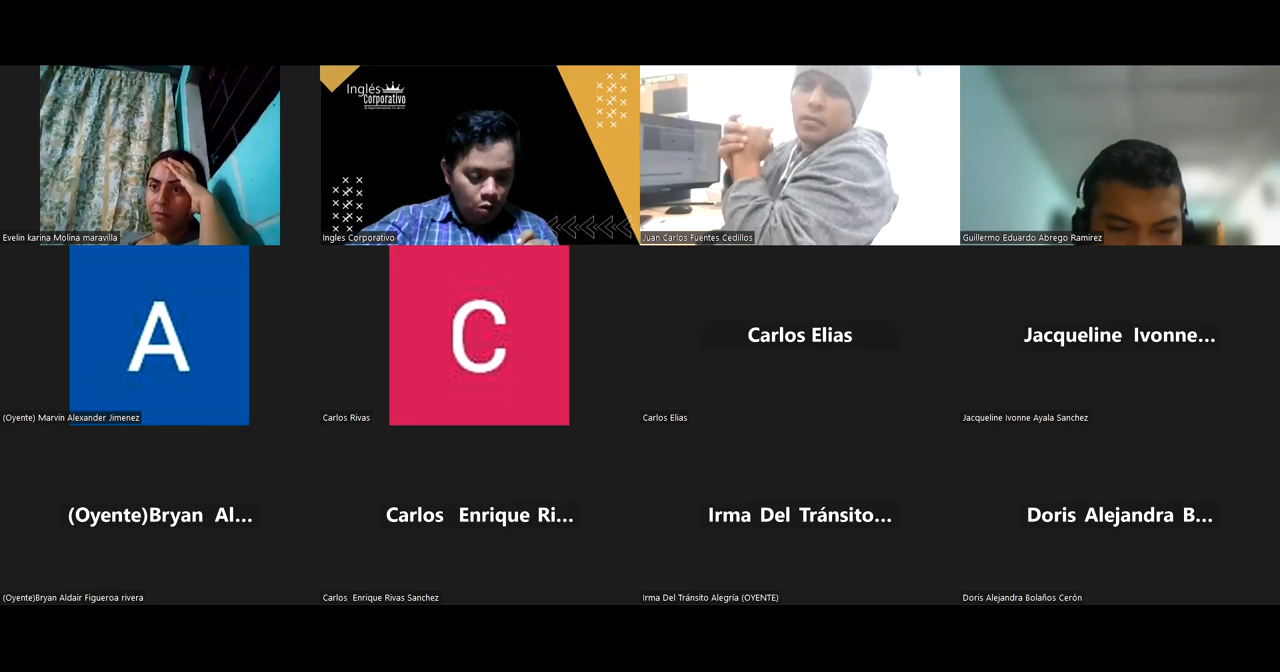 Inglés
Corporativo
Evelin karina Molina maravilla
Ingles Corporativo
Juan Carlos Fuentes Cedillos
Guillermo Eduardo Abrego Ramirez
A
C
Carlos Elias
Jacqueline Ivonne...
(Oyente) Marvin Alexander Jimenez
Carlos Rivas
Carlos Elias
Jacqueline Ivonne Ayala Sanchez
(Oyente)Bryan Al...
Carlos Enrique Ri...
Irma Del Tránsito...
Doris Alejandra B...
(Oyente)Bryan Aldair Figueroa rivera
Carlos Enrique Rivas Sanchez
Irma Del Tránsito Alegría (OYENTE)
Doris Alejandra Bolaños Cerón